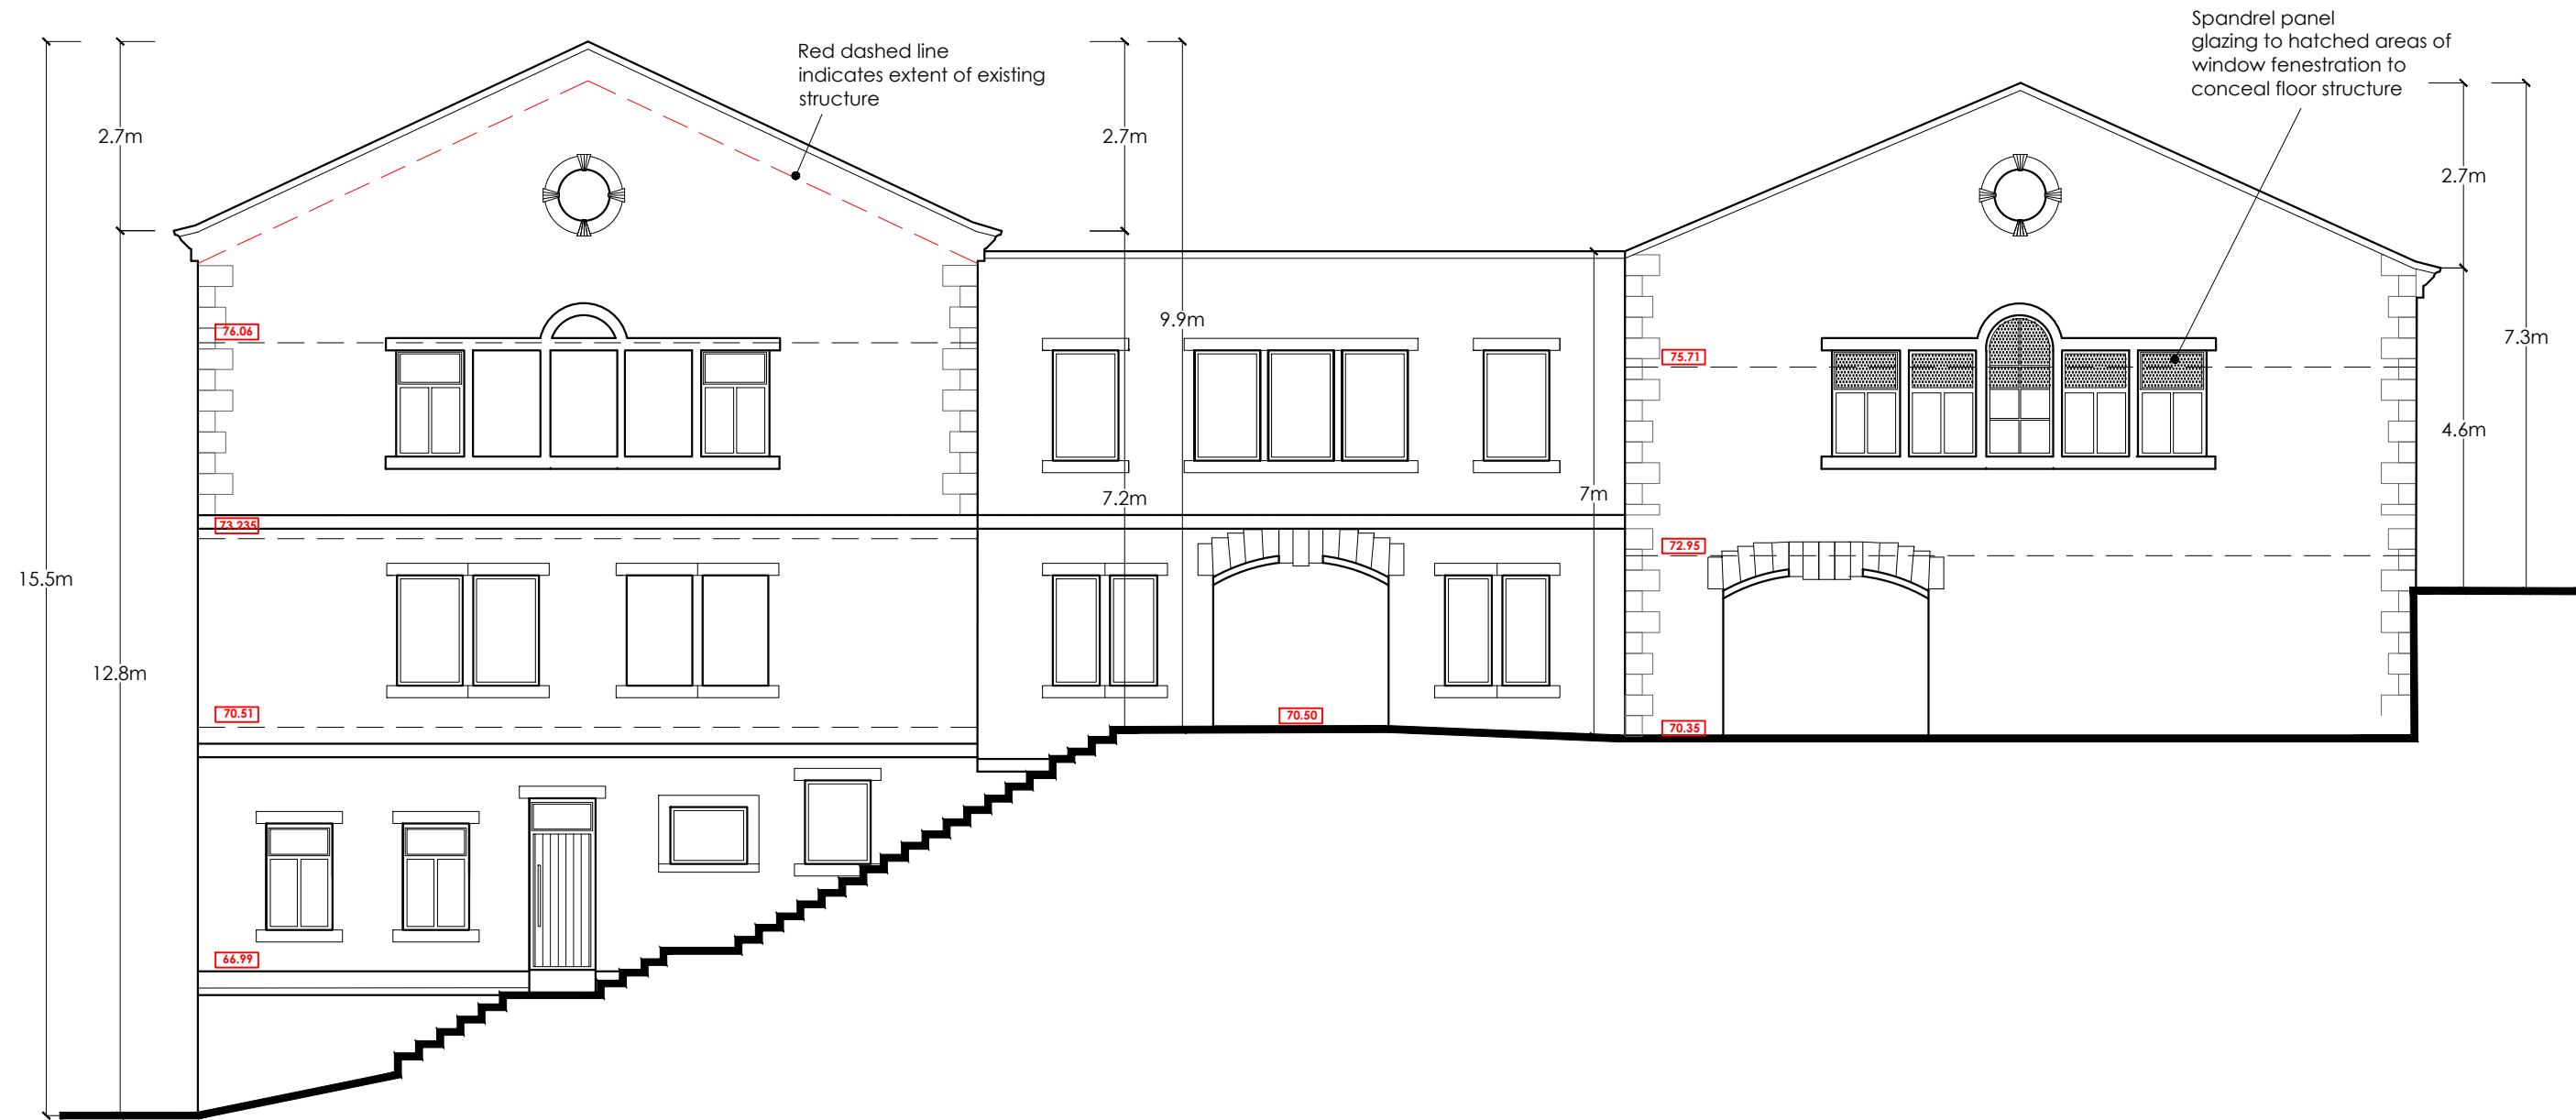 Spandrel panel
glazing to hatched areas of
window fenestration to
conceal floor structure
Red dashed line
indicates extent of existing
structure
2.7m
2.7m
2.7m
9.9m
76.06
7.3m
75.71
4.6m
7.2m
7m
73.235
72.95
15.5m
12.8m
70.51
70.50
70.35
66.99